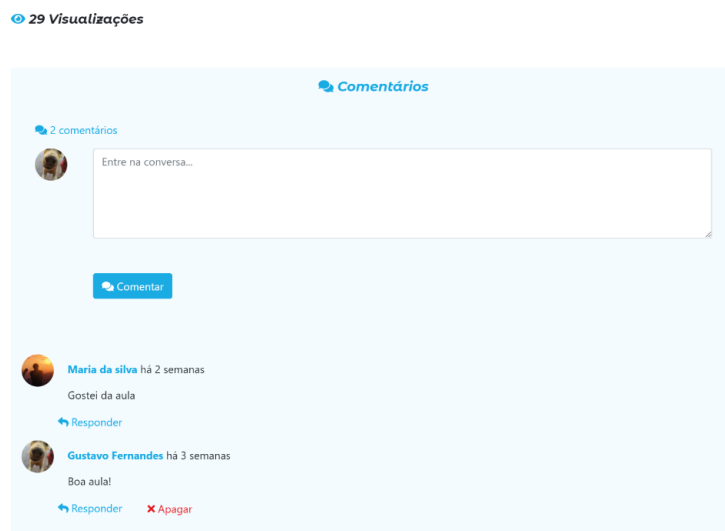 29 Visualizações
Comentários
2 comentários
Entre na conversa...
Comentar
Maria da silva há 2 semanas
Gostei da aula
Responder
Gustavo Fernandes há 3 semanas
Boa aula!
Responder Apagar